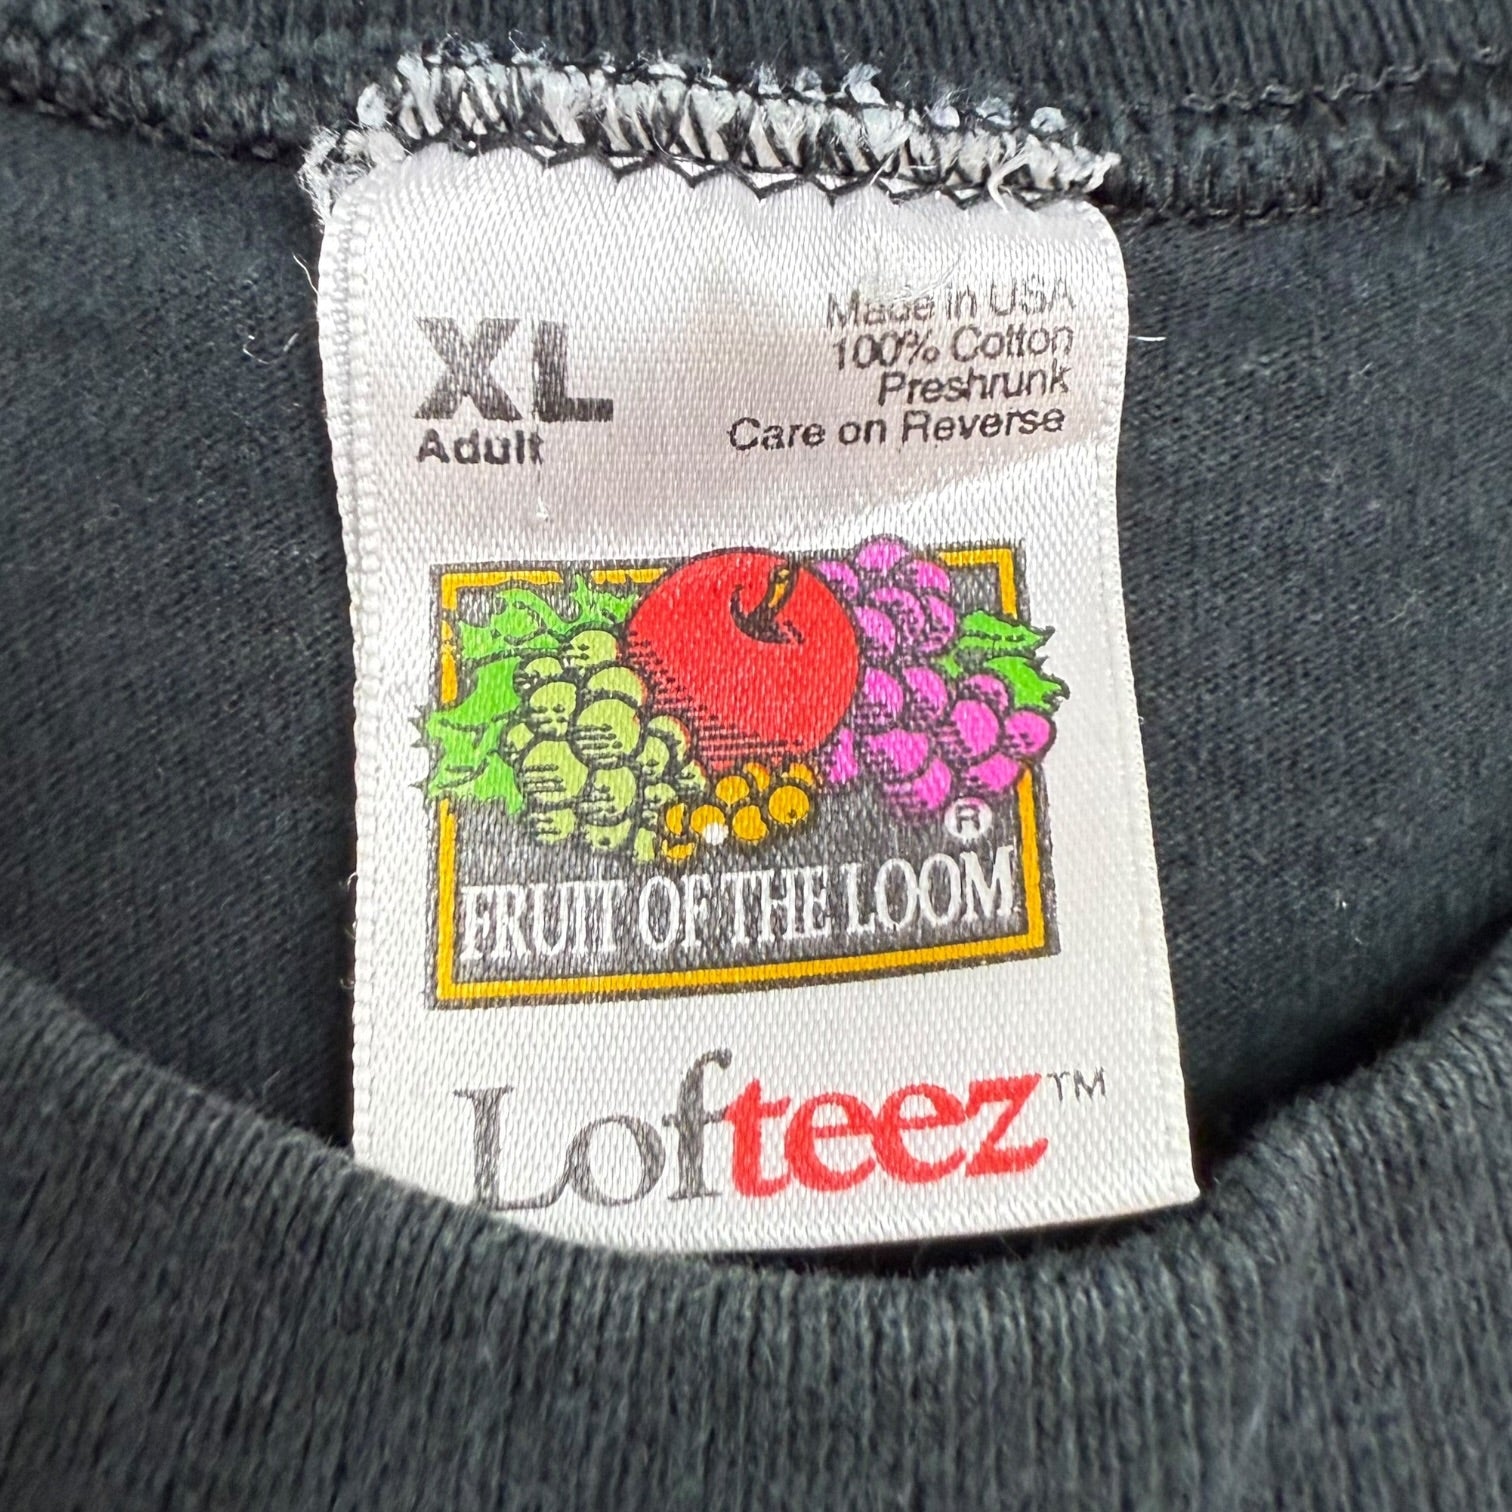 XL
Adult
Made in USA
100% Cotton
Preshrunk
Care on Reverse
®
FRUIT OF THE LOOM
Lofteez™